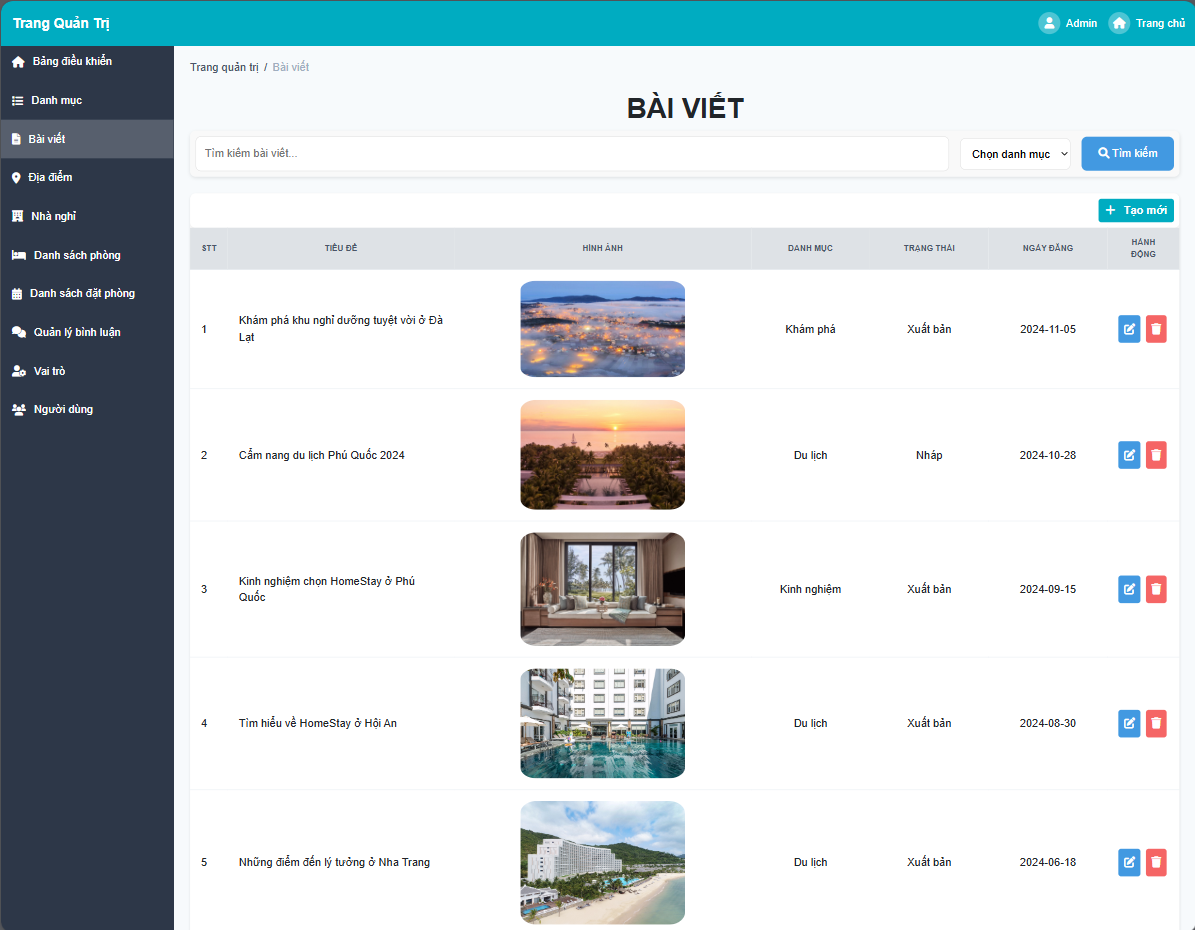 Trang Quản Trị
Admin
Trang chủ
Bảng điều khiển
Danh mục
Bài viết
Địa điểm
Nhà nghỉ
Danh sách phòng
Danh sách đặt phòng
Quản lý bình luận
Vai trò
Người dùng
Trang quản trị / Bài viết
BÀI VIẾT
Tìm kiếm bài viết...
Chọn danh mục
Tìm kiếm
+ Tạo mới
STT TIÊU ĐỀ HÌNH ẢNH DANH MỤC TRẠNG THÁI NGÀY ĐĂNG HÀNH
ĐỘNG
1 Khám phá khu nghỉ dưỡng tuyệt vời ở Đà
Lạt
Khám phá Xuất bản 2024-11-05
2 Cẩm nang du lịch Phú Quốc 2024 Du lịch Nháp 2024-10-28
3 Kinh nghiệm chọn HomeStay ở Phú
Quốc
Kinh nghiệm Xuất bản 2024-09-15
4 Tìm hiểu về HomeStay ở Hội An Du lịch Xuất bản 2024-08-30
5 Những điểm đến lý tưởng ở Nha Trang Du lịch Xuất bản 2024-06-18